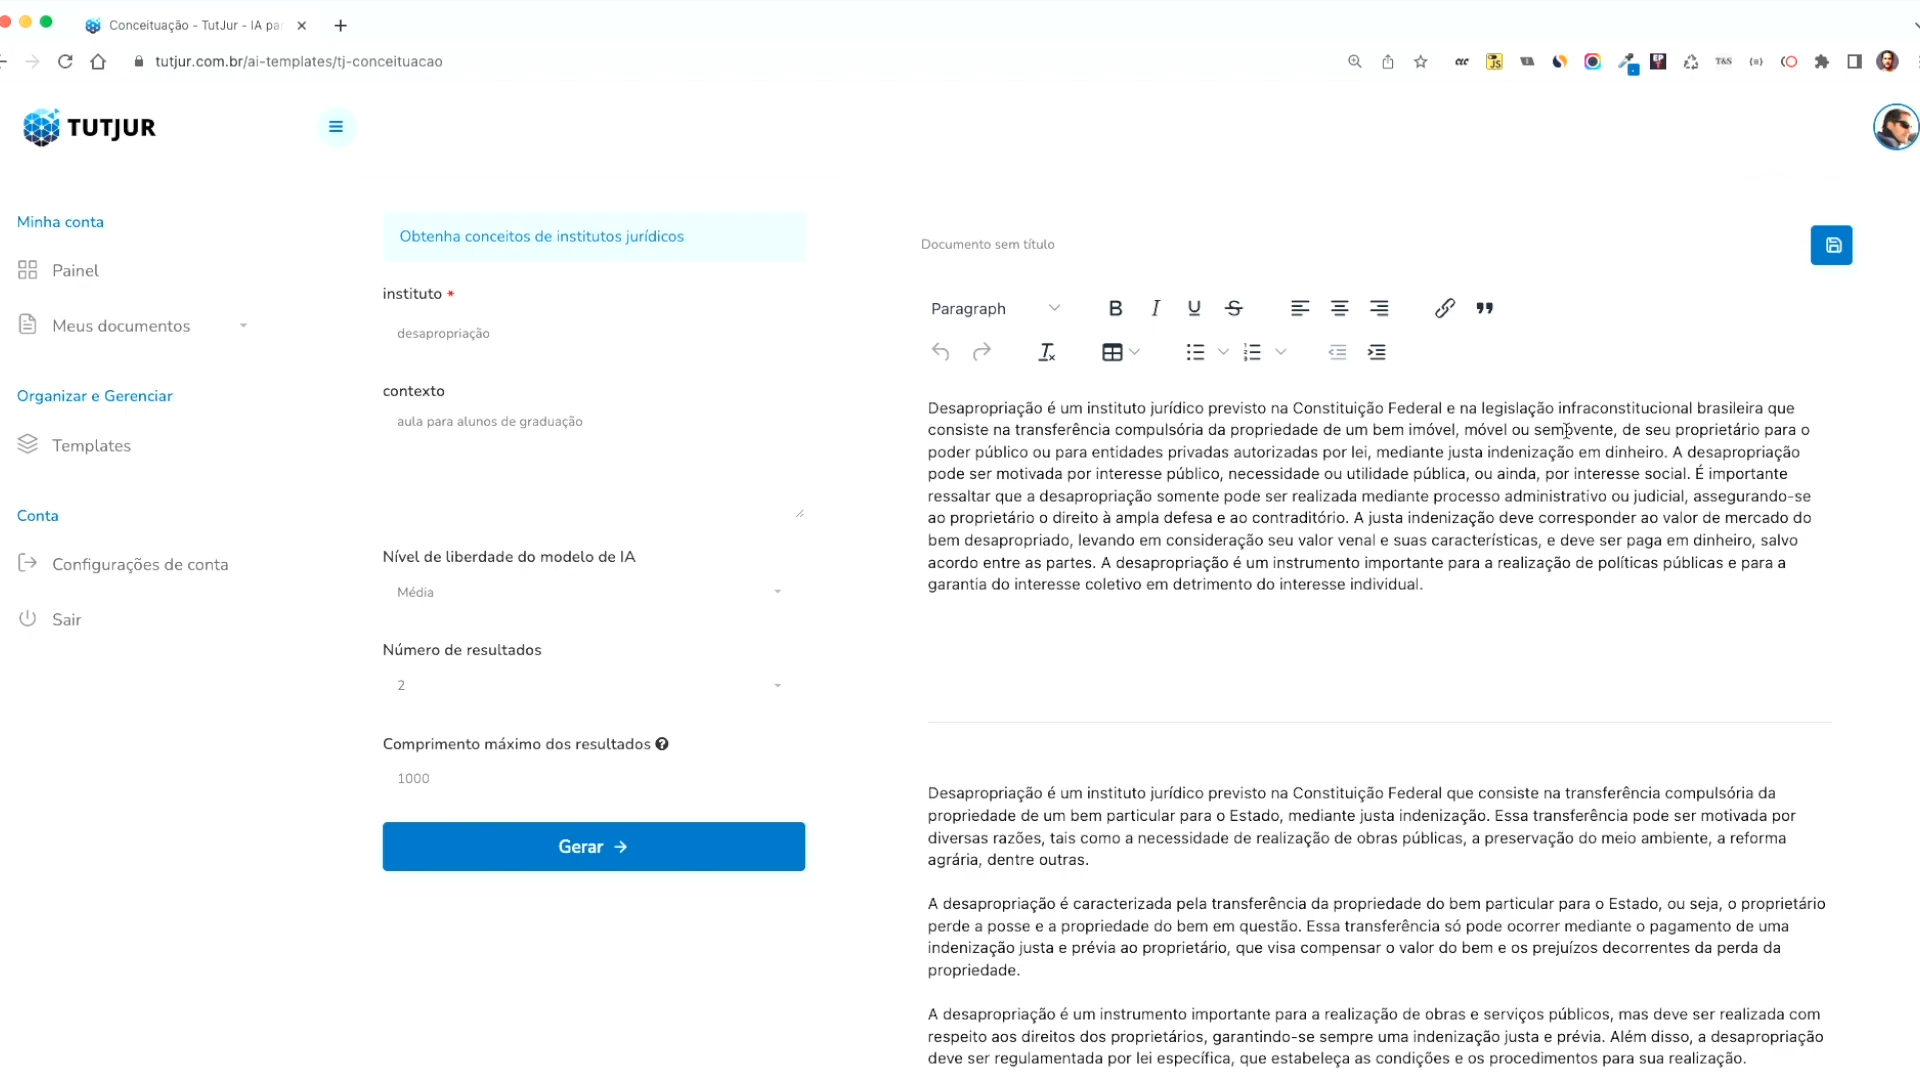 Conceituação - TutJur - IA pa
tutjur.com.br/ai-templates/tj-conceituacao
TUTJUR
Minha conta
Painel
Meus documentos
Organizar e Gerenciar
Templates
Conta
Configurações de conta
Sair
Obtenha conceitos de institutos jurídicos
instituto *
desapropriação
contexto
aula para alunos de graduação
Nível de liberdade do modelo de IA
Média
Número de resultados
2
Comprimento máximo dos resultados
1000
Gerar →
Documento sem título
Paragraph
Desapropriação é um instituto jurídico previsto na Constituição Federal e na legislação infraconstitucional brasileira que
consiste na transferência compulsória da propriedade de um bem imóvel, móvel ou semovente, de seu proprietário para o
poder público ou para entidades privadas autorizadas por lei, mediante justa indenização em dinheiro. A desapropriação
pode ser motivada por interesse público, necessidade ou utilidade pública, ou ainda, por interesse social. É importante
ressaltar que a desapropriação somente pode ser realizada mediante processo administrativo ou judicial, assegurando-se
ao proprietário o direito à ampla defesa e ao contraditório. A justa indenização deve corresponder ao valor de mercado do
bem desapropriado, levando em consideração seu valor venal e suas características, e deve ser paga em dinheiro, salvo
acordo entre as partes. A desapropriação é um instrumento importante para a realização de políticas públicas e para a
garantia do interesse coletivo em detrimento do interesse individual.
Desapropriação é um instituto jurídico previsto na Constituição Federal que consiste na transferência compulsória da
propriedade de um bem particular para o Estado, mediante justa indenização. Essa transferência pode ser motivada por
diversas razões, tais como a necessidade de realização de obras públicas, a preservação do meio ambiente, a reforma
agrária, dentre outras.
A desapropriação é caracterizada pela transferência da propriedade do bem particular para o Estado, ou seja, o proprietário
perde a posse e a propriedade do bem em questão. Essa transferência só pode ocorrer mediante o pagamento de uma
indenização justa e prévia ao proprietário, que visa compensar o valor do bem e os prejuízos decorrentes da perda da
propriedade.
A desapropriação é um instrumento importante para a realização de obras e serviços públicos, mas deve ser realizada com
respeito aos direitos dos proprietários, garantindo-se sempre uma indenização justa e prévia. Além disso, a desapropriação
deve ser regulamentada por lei específica, que estabeleça as condições e os procedimentos para sua realização.